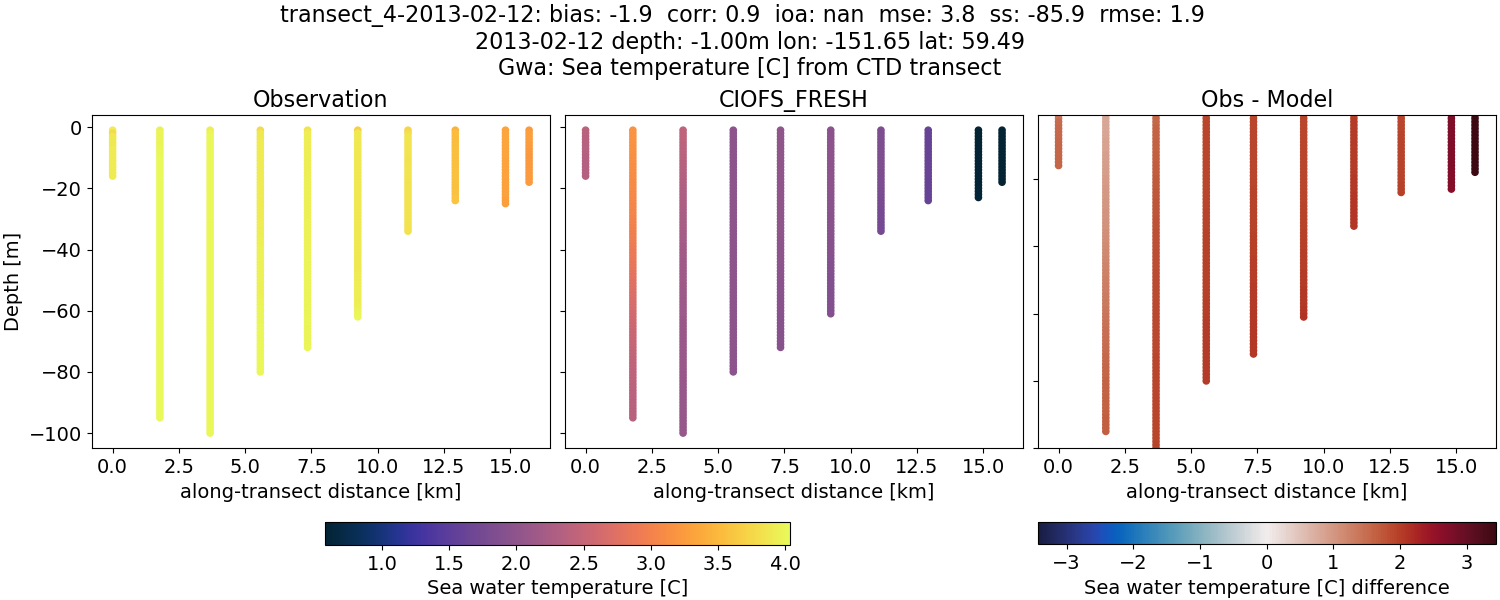 transect_4-2013-02-12: bias: -1.9  corr: 0.9  ioa: nan  mse: 3.8  ss: -85.9  rmse: 1.9
2013-02-12 depth: -1.00m lon: -151.65 lat: 59.49
Gwa: Sea temperature [C] from CTD transect
Observation
CIOFS_FRESH
Obs - Model
Depth [m]
0
−20
−40
−60
−80
−100
0.0 2.5 5.0 7.5 10.0 12.5 15.0
0.0 2.5 5.0 7.5 10.0 12.5 15.0
0.0 2.5 5.0 7.5 10.0 12.5 15.0
along-transect distance [km]
along-transect distance [km]
along-transect distance [km]
1.0 1.5 2.0 2.5 3.0 3.5 4.0
Sea water temperature [C]
−3 −2 −1 0 1 2 3
Sea water temperature [C] difference